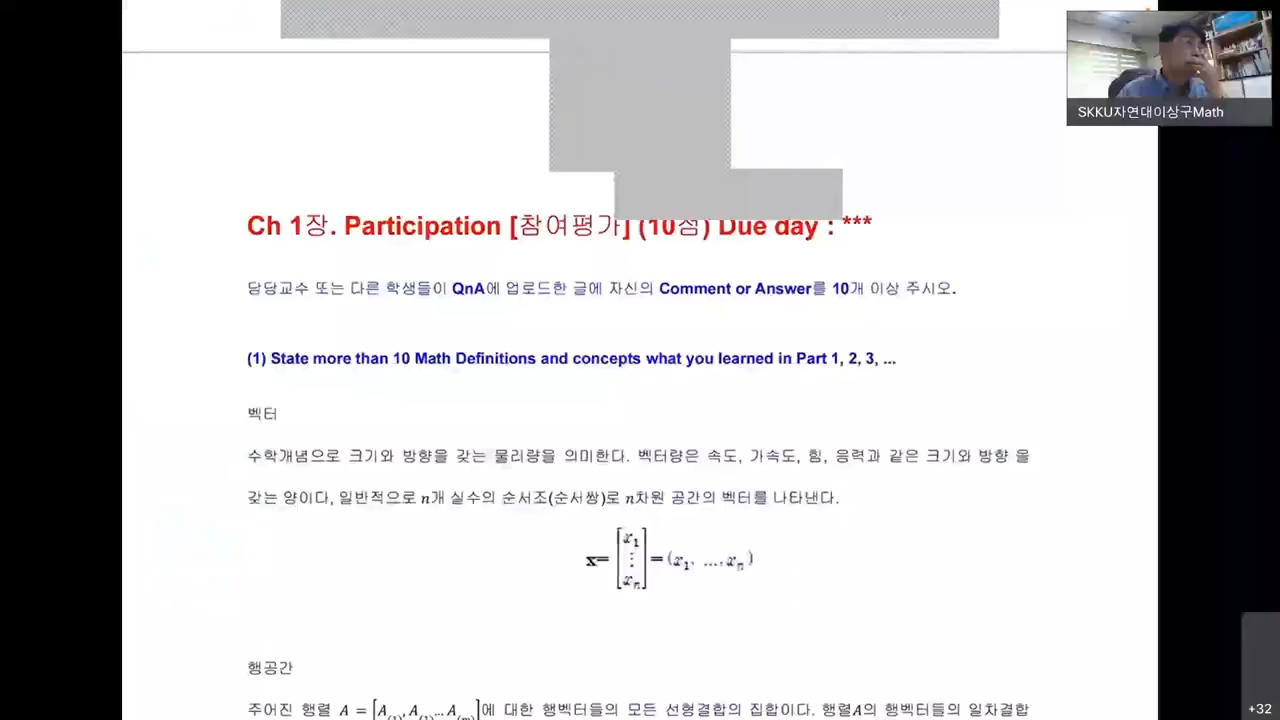 SKKU자연대이상구Math
Ch 1장. Participation [참여평가] (10점) Due day : ***
담당교수 또는 다른 학생들이 QnA에 업로드한 글에 자신의 Comment or Answer를 10개 이상 주시오.
(1) State more than 10 Math Definitions and concepts what you learned in Part 1, 2, 3, ...
벡터
수학개념으로 크기와 방향을 갖는 물리량을 의미한다. 벡터량은 속도, 가속도, 힘, 응력과 같은 크기와 방향 을
갖는 양이다, 일반적으로 n개 실수의 순서조(순서쌍)로 n차원 공간의 벡터를 나타낸다.
x= [x₁ ⋮ xₙ] = (x₁, ..., xₙ)
행공간
주어진 행렬 A = [A₍₁₎, A₍₁₎... A₍ₘ₎]에 대한 행벡터들의 모든 선형결합의 집합이다. 행렬A의 행벡터들의 일차결합
+32